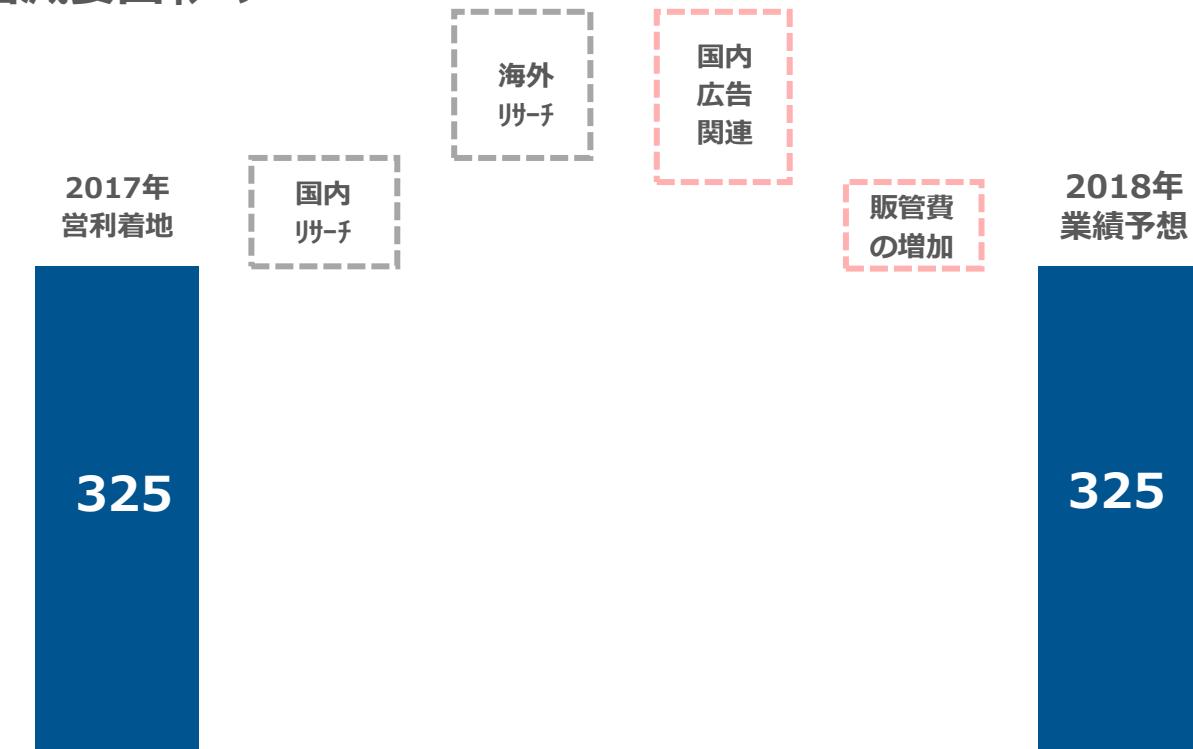 海外
ﾘｻｰﾁ
国内
広告
関連
2017年
営利着地
国内
ﾘｻｰﾁ
販管費
の増加
2018年
業績予想
325
325